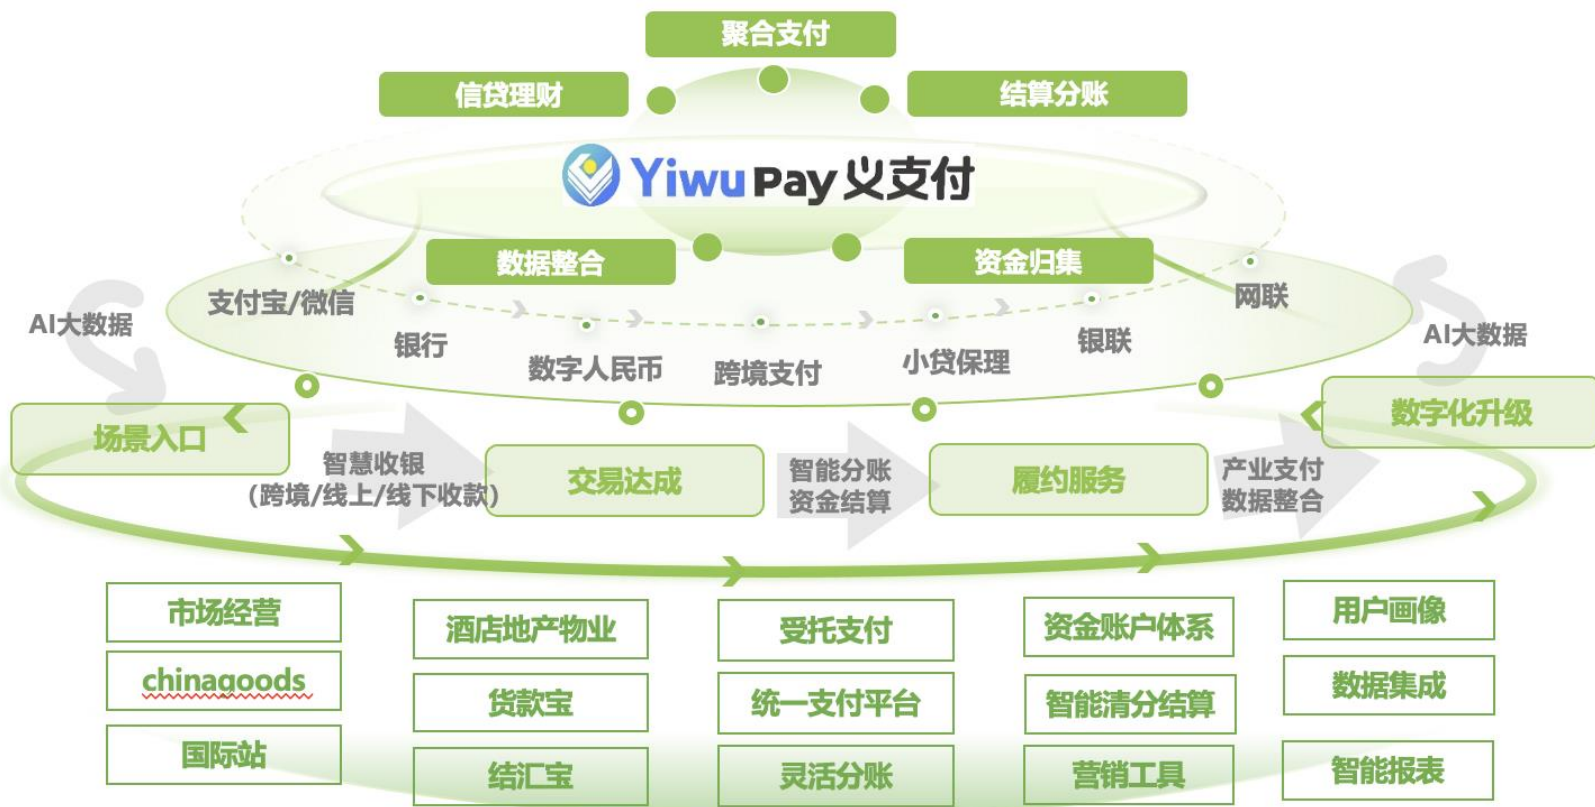 聚合支付
信贷理财
结算分账
Yiwu Pay 义支付
数据整合
资金归集
支付宝/微信
银行
数字人民币
跨境支付
小贷保理
银联
网联
AI大数据
AI大数据
场景入口
智慧收银
（跨境/线上/线下收款）
交易达成
智能分账
资金结算
履约服务
产业支付
数据整合
数字化升级
市场经营
chinagoods
国际站
酒店地产物业
货款宝
结汇宝
受托支付
统一支付平台
灵活分账
资金账户体系
智能清分结算
营销工具
用户画像
数据集成
智能报表